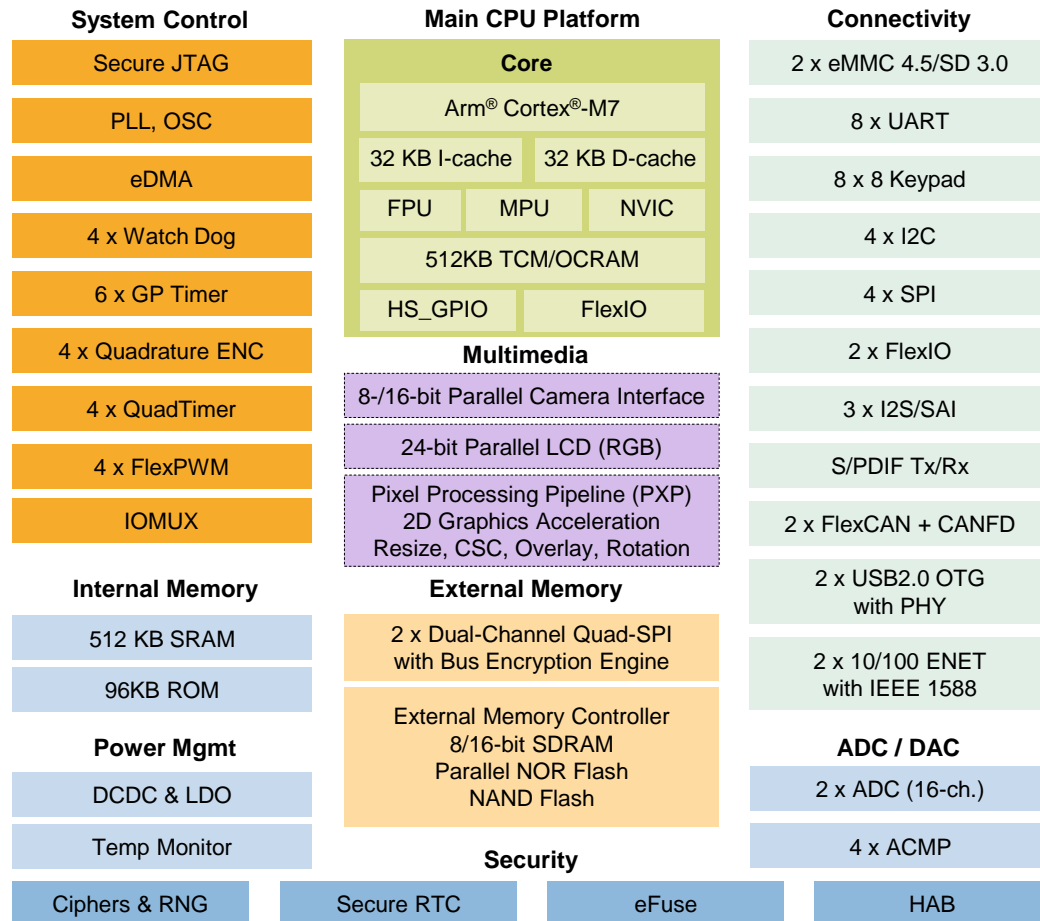 System Control
Secure JTAG
PLL, OSC
eDMA
4 x Watch Dog
6 x GP Timer
4 x Quadrature ENC
4 x QuadTimer
4 x FlexPWM
IOMUX
Internal Memory
512 KB SRAM
96KB ROM
Power Mgmt
DCDC & LDO
Temp Monitor
Main CPU Platform
Core
Arm® Cortex®-M7
32 KB I-cache
32 KB D-cache
FPU
MPU
NVIC
512KB TCM/OCRAM
HS_GPIO
FlexIO
Multimedia
8-/16-bit Parallel Camera Interface
24-bit Parallel LCD (RGB)
Pixel Processing Pipeline (PXP)
2D Graphics Acceleration
Resize, CSC, Overlay, Rotation
External Memory
2 x Dual-Channel Quad-SPI
with Bus Encryption Engine
External Memory Controller
8/16-bit SDRAM
Parallel NOR Flash
NAND Flash
Connectivity
2 x eMMC 4.5/SD 3.0
8 x UART
8 x 8 Keypad
4 x I2C
4 x SPI
2 x FlexIO
3 x I2S/SAI
S/PDIF Tx/Rx
2 x FlexCAN + CANFD
2 x USB2.0 OTG
with PHY
2 x 10/100 ENET
with IEEE 1588
ADC / DAC
2 x ADC (16-ch.)
4 x ACMP
Security
Ciphers & RNG
Secure RTC
eFuse
HAB